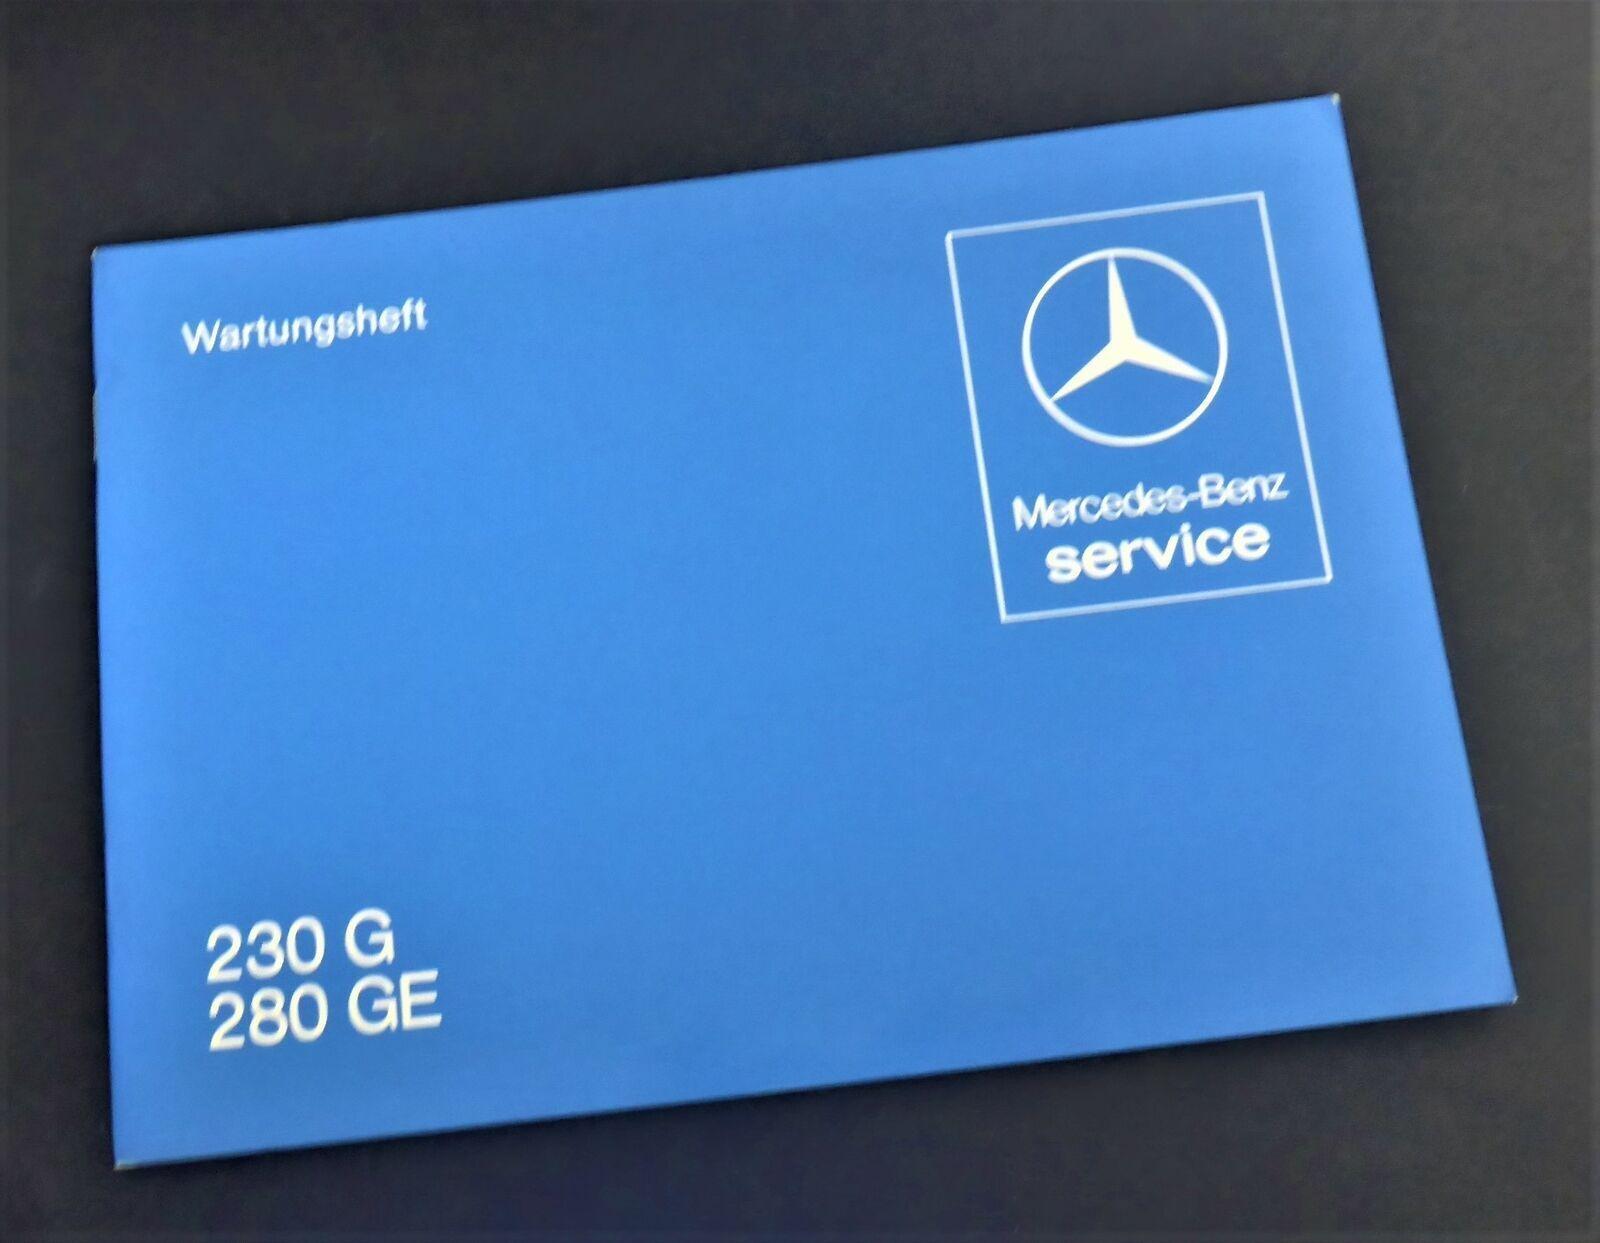 Wartungsheft
Mercedes-Benz
service
230 G
280 GE